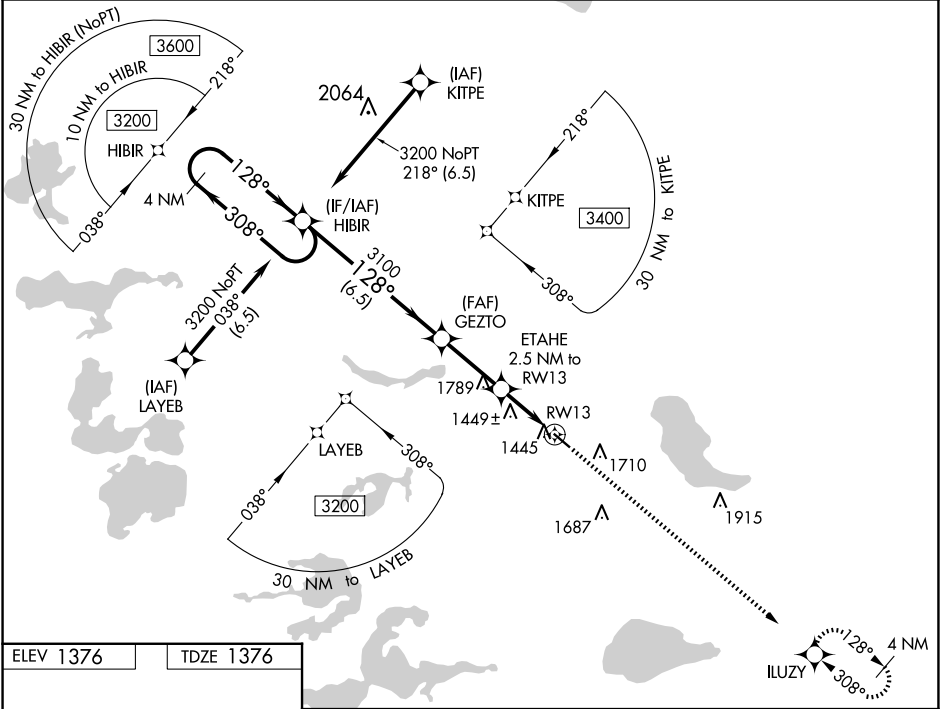 30 NM to HIBIR (NoPT)
3600
218°
10 NM to HIBIR
3200
HIBIR
038°
(IAF)
KITPE
2064
3200 NoPT
218° (6.5)
128°
4 NM
308°
(IF/IAF)
HIBIR
218°
KITPE
3400
30 NM to KITPE
308°
3100
128°
(6.5)
3200 NoPT
038°
(6.5)
(IAF)
LAYEB
(FAF)
GEZTO
ETAHE
2.5 NM to
RW13
1789
1449±
1445
RW13
1710
1915
1687
LAYEB
308°
038°
3200
30 NM to LAYEB
ELEV 1376
TDZE 1376
ILUZY
128°
308°
4 NM